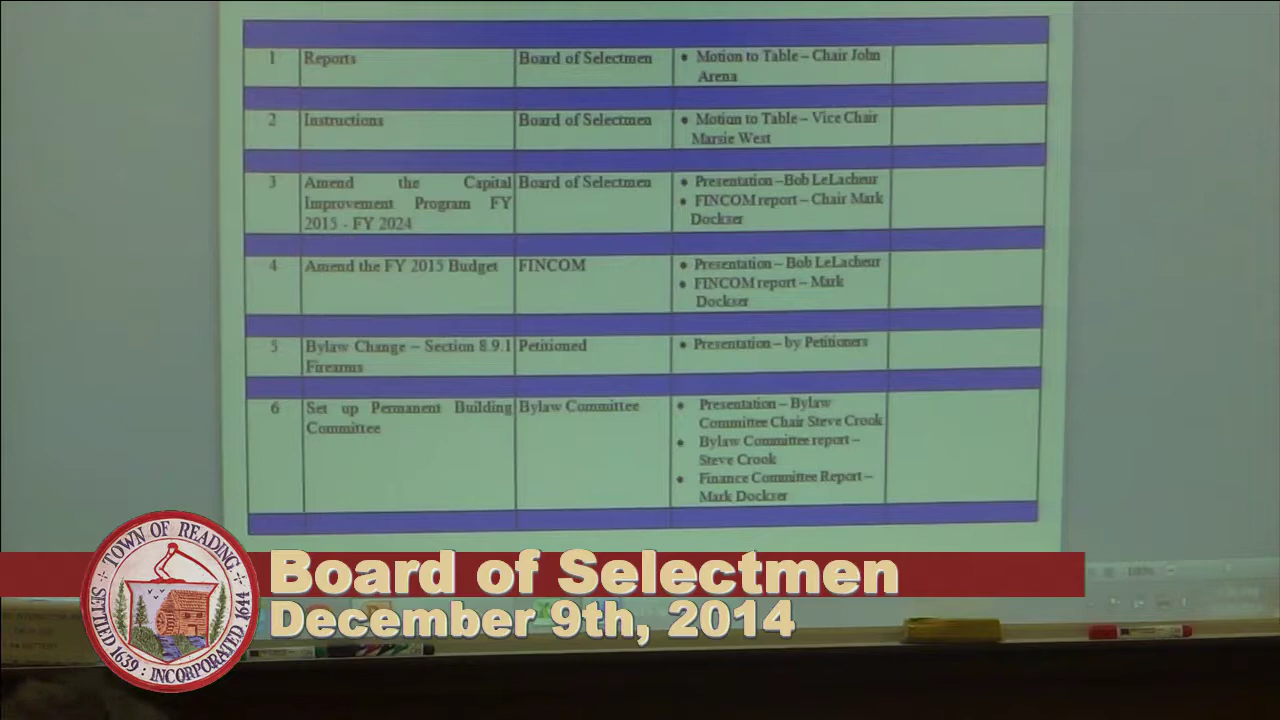 1 Reports Board of Selectmen • Motion to Table – Chair John
Arena
2 Instructions Board of Selectmen • Motion to Table – Vice Chair
Marsie West
3 Amend the Capital Board of Selectmen • Presentation – Bob LeLacheur
Improvement Program FY • FINCOM report – Chair Mark
2015 - FY 2024 Dockser
4 Amend the FY 2015 Budget FINCOM • Presentation – Bob LeLacheur
• FINCOM report – Mark
Dockser
5 Bylaw Change – Section 8.9.1 Petitioned • Presentation – by Petitioners
Firearms
6 Set up Permanent Building Bylaw Committee • Presentation – Bylaw
Committee Committee Chair Steve Crook
• Bylaw Committee report –
Steve Crook
• Finance Committee Report –
Mark Dockser
TOWN OF READING
SETTLED 1639 : INCORPORATED 1644
Board of Selectmen
December 9th, 2014